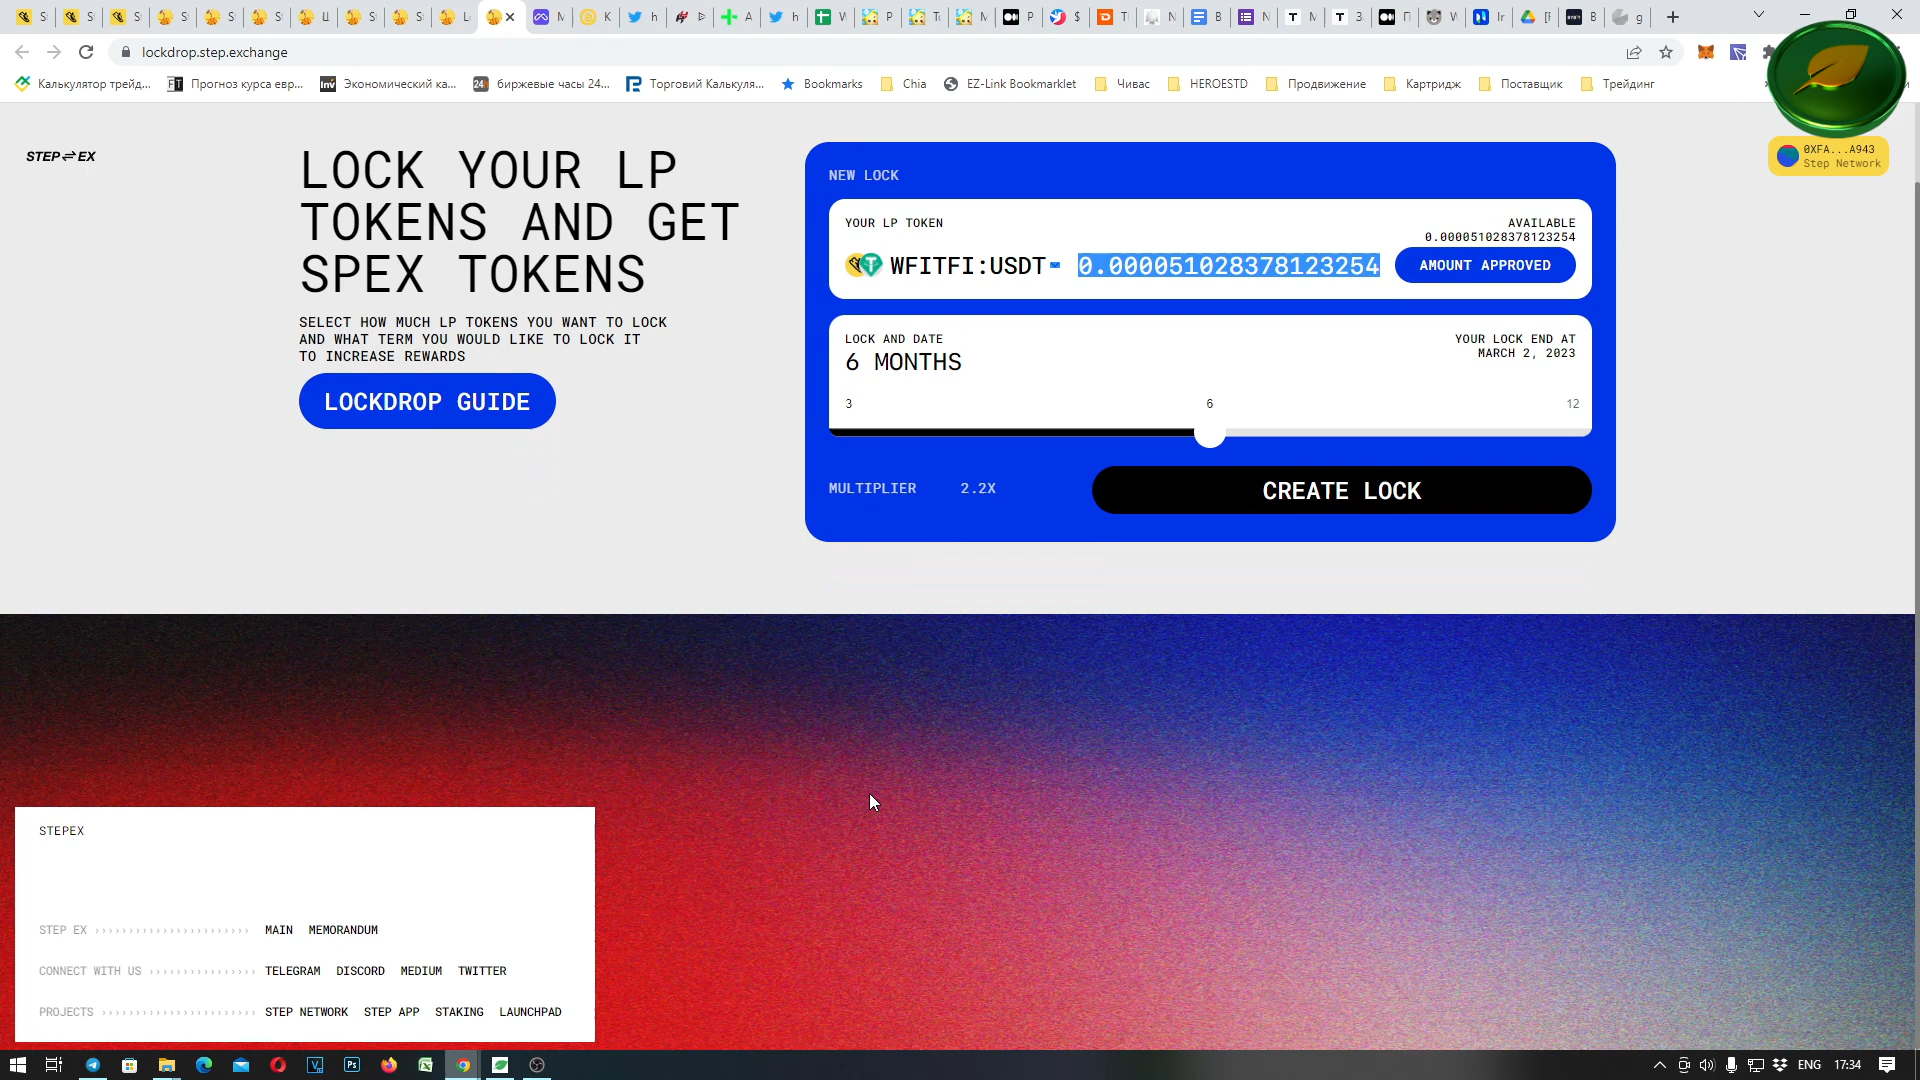 lockdrop.step.exchange
Калькулятор трейд...
Прогноз курса евр...
Экономический ка...
биржевые часы 24...
Торговий Калькуля...
Bookmarks
Chia
EZ-Link Bookmarklet
Чивас
HEROESTD
Продвижение
Картридж
Поставщик
Трейдинг
STEP⇌EX
0XFA...A943
Step Network
LOCK YOUR LP
TOKENS AND GET
SPEX TOKENS
SELECT HOW MUCH LP TOKENS YOU WANT TO LOCK
AND WHAT TERM YOU WOULD LIKE TO LOCK IT
TO INCREASE REWARDS
LOCKDROP GUIDE
NEW LOCK
YOUR LP TOKEN
AVAILABLE
0.000051028378123254
WFITFI:USDT
0.000051028378123254
AMOUNT APPROVED
LOCK AND DATE
6 MONTHS
YOUR LOCK END AT
MARCH 2, 2023
3
6
12
MULTIPLIER
2.2X
CREATE LOCK
STEPEX
STEP EX ›››››››››››››››››››››› MAIN MEMORANDUM
CONNECT WITH US ››››››››››››››› TELEGRAM DISCORD MEDIUM TWITTER
PROJECTS ›››››››››››››››››››››› STEP NETWORK STEP APP STAKING LAUNCHPAD
ENG
17:34